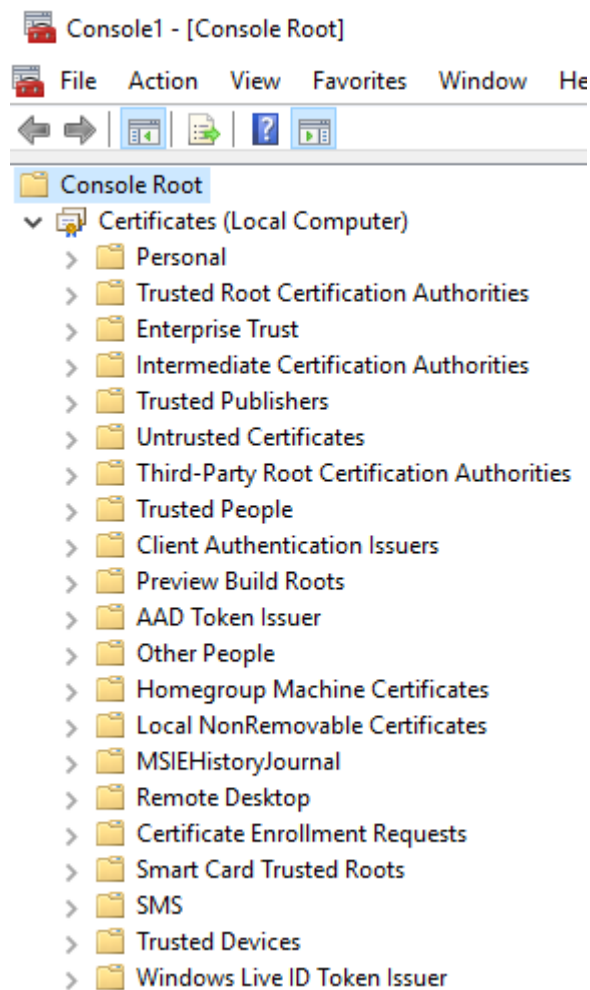 Console1 - [Console Root]
File Action View Favorites Window He
Console Root
Certificates (Local Computer)
Personal
Trusted Root Certification Authorities
Enterprise Trust
Intermediate Certification Authorities
Trusted Publishers
Untrusted Certificates
Third-Party Root Certification Authorities
Trusted People
Client Authentication Issuers
Preview Build Roots
AAD Token Issuer
Other People
Homegroup Machine Certificates
Local NonRemovable Certificates
MSIEHistoryJournal
Remote Desktop
Certificate Enrollment Requests
Smart Card Trusted Roots
SMS
Trusted Devices
Windows Live ID Token Issuer